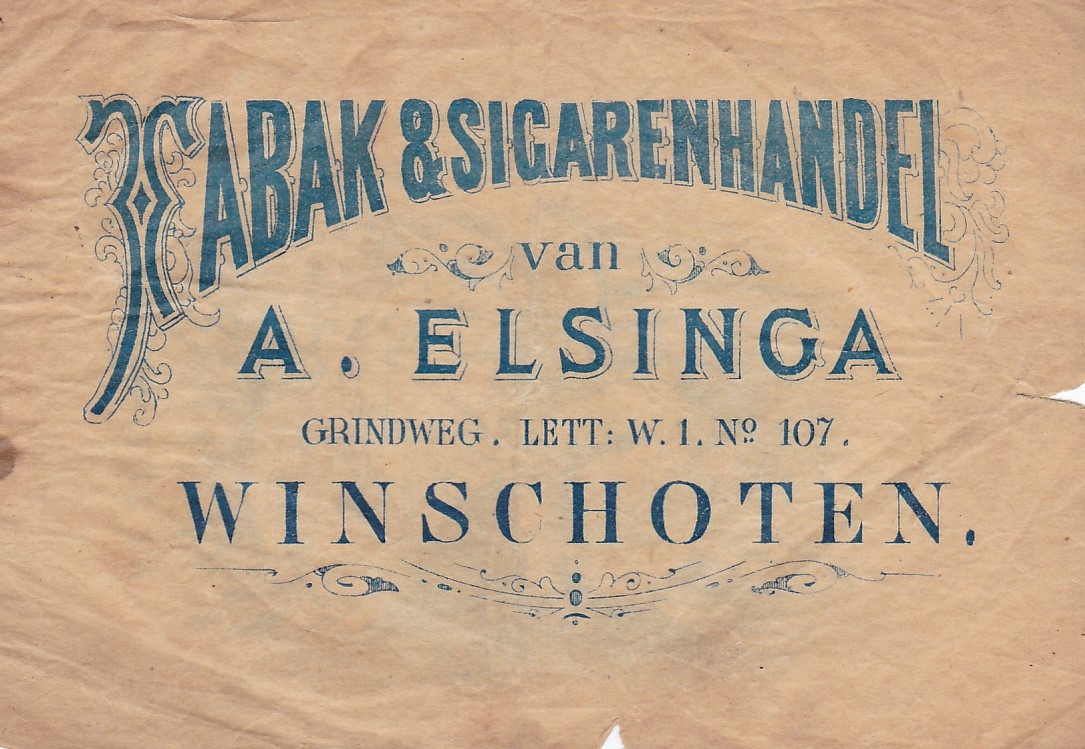 TABAK & SIGARENHANDEL
van
A. ELSINGA
GRINDWEG. LETT: W. 1. Nº 107.
WINSCHOTEN.